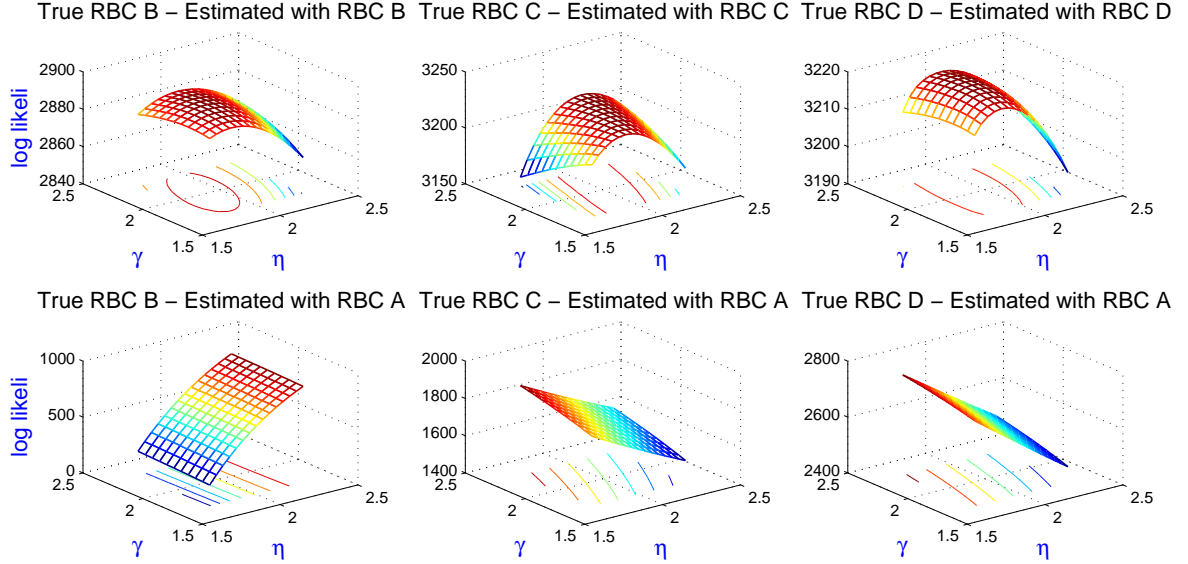 True RBC B – Estimated with RBC B
True RBC C – Estimated with RBC C
True RBC D – Estimated with RBC D
log likeli
2900
2880
2860
2840
2.5
2
1.5
1.5
2
2.5
γ
η
3250
3200
3150
2.5
2
1.5
1.5
2
2.5
γ
η
3220
3210
3200
3190
2.5
2
1.5
1.5
2
2.5
γ
η
True RBC B – Estimated with RBC A
True RBC C – Estimated with RBC A
True RBC D – Estimated with RBC A
log likeli
1000
500
0
2.5
2
1.5
1.5
2
2.5
γ
η
2000
1800
1600
1400
2.5
2
1.5
1.5
2
2.5
γ
η
2800
2600
2400
2.5
2
1.5
1.5
2
2.5
γ
η